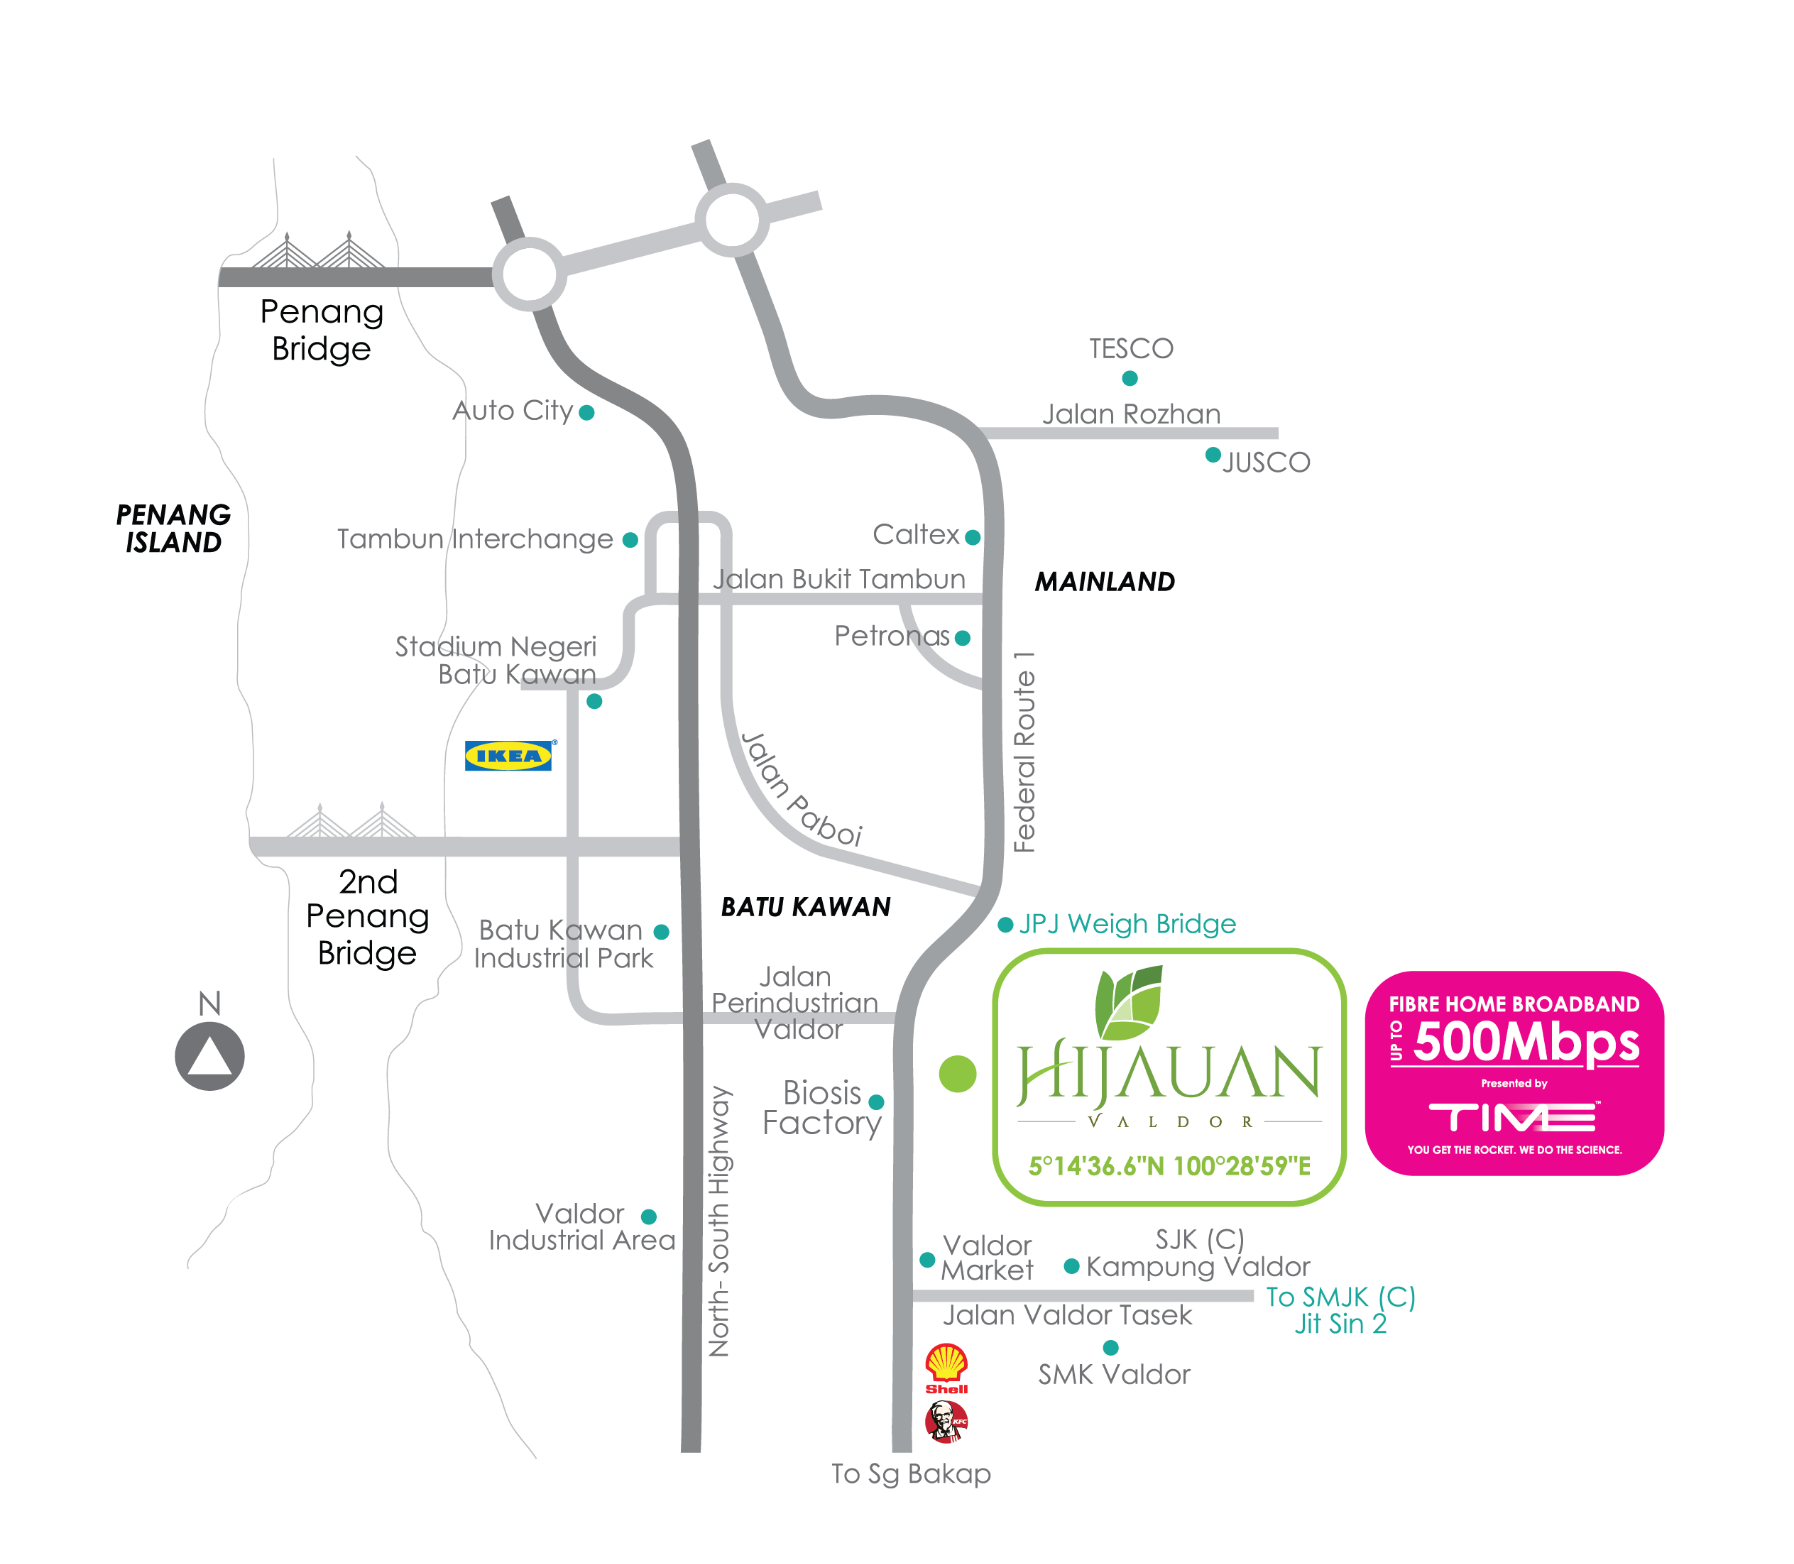 Penang
Bridge
TESCO
Jalan Rozhan
JUSCO
Auto City
PENANG
ISLAND
Tambun Interchange
Caltex
Jalan Bukit Tambun
MAINLAND
Petronas
Stadium Negeri
Batu Kawan
IKEA®
Jalan Paboi
Federal Route 1
2nd
Penang
Bridge
BATU KAWAN
JPJ Weigh Bridge
Batu Kawan
Industrial Park
Jalan
Perindustrian
Valdor
N
HIJAUAN
VALDOR
5°14'36.6"N 100°28'59"E
FIBRE HOME BROADBAND
UP TO
500Mbps
Presented by
TIME™
YOU GET THE ROCKET. WE DO THE SCIENCE.
Biosis
Factory
North- South Highway
Valdor
Industrial Area
Valdor
Market
SJK (C)
Kampung Valdor
To SMJK (C)
Jit Sin 2
Jalan Valdor Tasek
SMK Valdor
Shell
KFC
To Sg Bakap